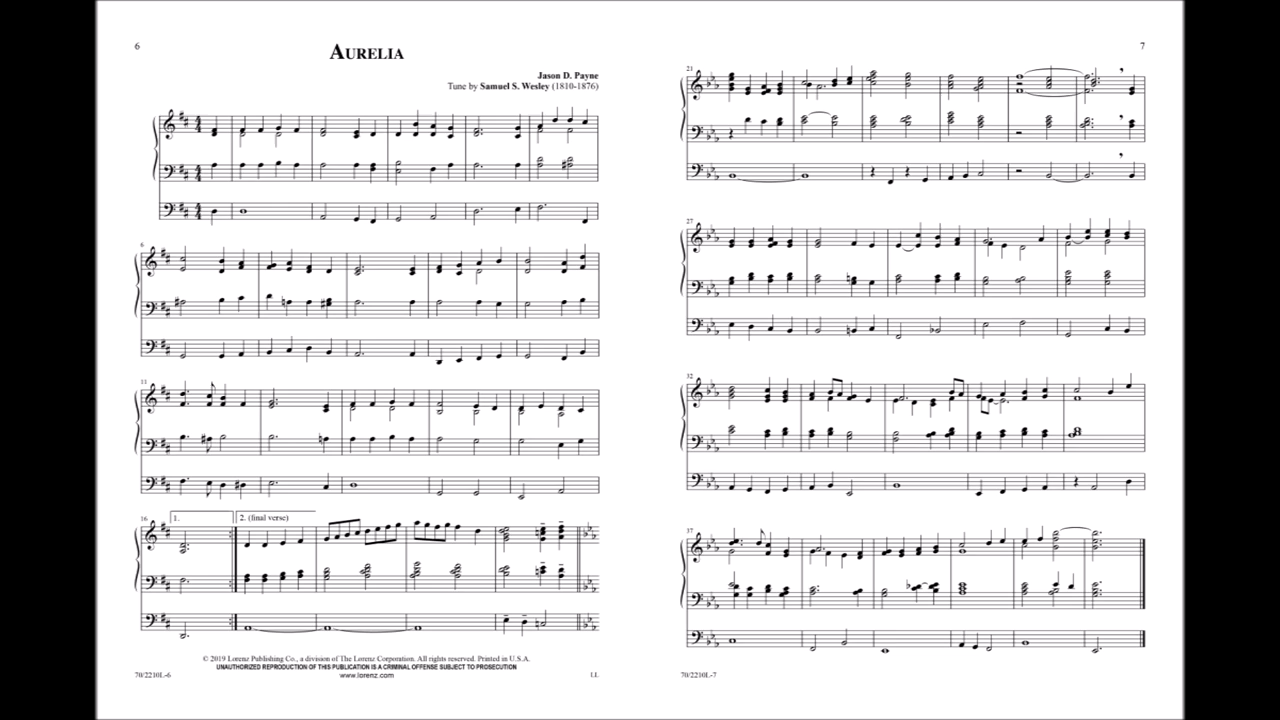 6
AURELIA
Jason D. Payne
Tune by Samuel S. Wesley (1810-1876)
6
11
16
1.
2. (final verse)
© 2019 Lorenz Publishing Co., a division of The Lorenz Corporation. All rights reserved. Printed in U.S.A.
UNAUTHORIZED REPRODUCTION OF THIS PUBLICATION IS A CRIMINAL OFFENSE SUBJECT TO PROSECUTION
www.lorenz.com
70/2210L-6
LL
7
21
27
32
37
70/2210L-7